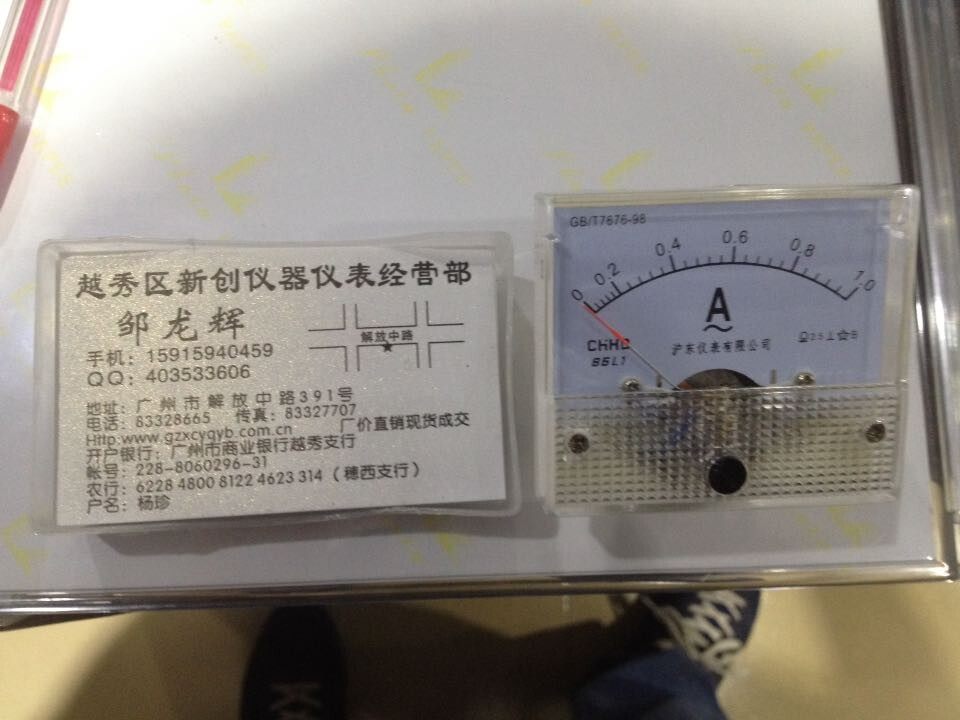 越秀区新创仪器仪表经营部
邹龙辉
手机：15915940459
QQ：403533606
解放中路
地址：广州市解放中路391号
电话：83328665 传真：83327707
Http:www.gzxcyqyb.com.cn 厂价直销现货成交
开户银行：广州市商业银行越秀支行
帐号：228-8060296-31
农行：6228 4800 8122 4623 314（穗西支行）
户名：杨珍
GB/T7676-98
0 0.2 0.4 0.6 0.8 1.0
A
CHHC
85L1
沪东仪表有限公司
2.5